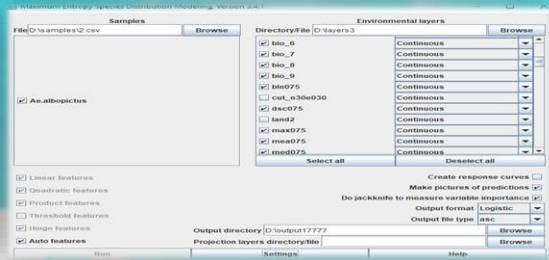 Maximum Entropy Species Distribution Modeling, Version 3.4.1
Samples
File D:\samples\2.csv Browse
Ae.albopictus
Environmental layers
Directory/File D:\layers3 Browse
bio_6 Continuous
bio_7 Continuous
bio_8 Continuous
bio_9 Continuous
bln075 Continuous
cut_n30e030 Continuous
dsc075 Continuous
land2 Continuous
max075 Continuous
mea075 Continuous
med075 Continuous
Select all Deselect all
Linear features
Quadratic features
Product features
Threshold features
Hinge features
Auto features
Create response curves
Make pictures of predictions
Do jackknife to measure variable importance
Output format Logistic
Output file type asc
Output directory D:\output17777 Browse
Projection layers directory/file Browse
Run Settings Help